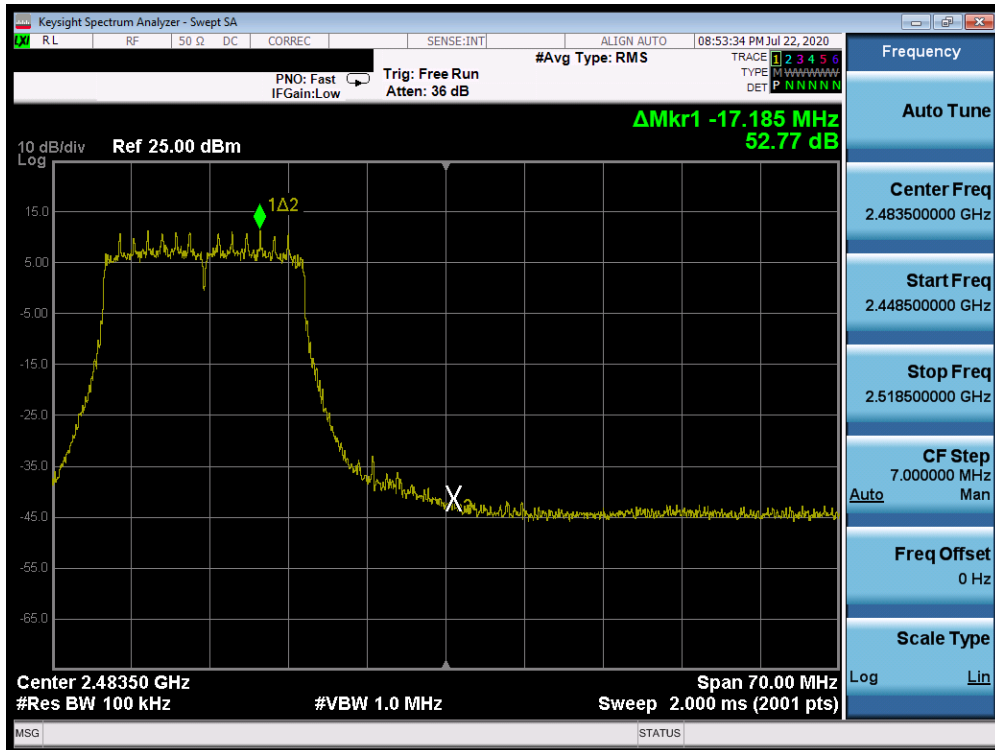 Keysight Spectrum Analyzer - Swept SA
LXI RL RF 50 Ω DC CORREC SENSE:INT ALIGN AUTO 08:53:34 PM Jul 22, 2020
#Avg Type: RMS
TRACE 1 2 3 4 5 6
TYPE M WWWWW
DET P N N N N N
PNO: Fast Trig: Free Run
IFGain:Low Atten: 36 dB
ΔMkr1 -17.185 MHz
52.77 dB
10 dB/div Ref 25.00 dBm
Log
15.0
1Δ2
5.00
-5.00
-15.0
-25.0
-35.0
X2
-45.0
-55.0
-65.0
Center 2.48350 GHz Span 70.00 MHz
#Res BW 100 kHz #VBW 1.0 MHz Sweep 2.000 ms (2001 pts)
MSG STATUS
Frequency
Auto Tune
Center Freq
2.483500000 GHz
Start Freq
2.448500000 GHz
Stop Freq
2.518500000 GHz
CF Step
7.000000 MHz
Auto Man
Freq Offset
0 Hz
Scale Type
Log Lin